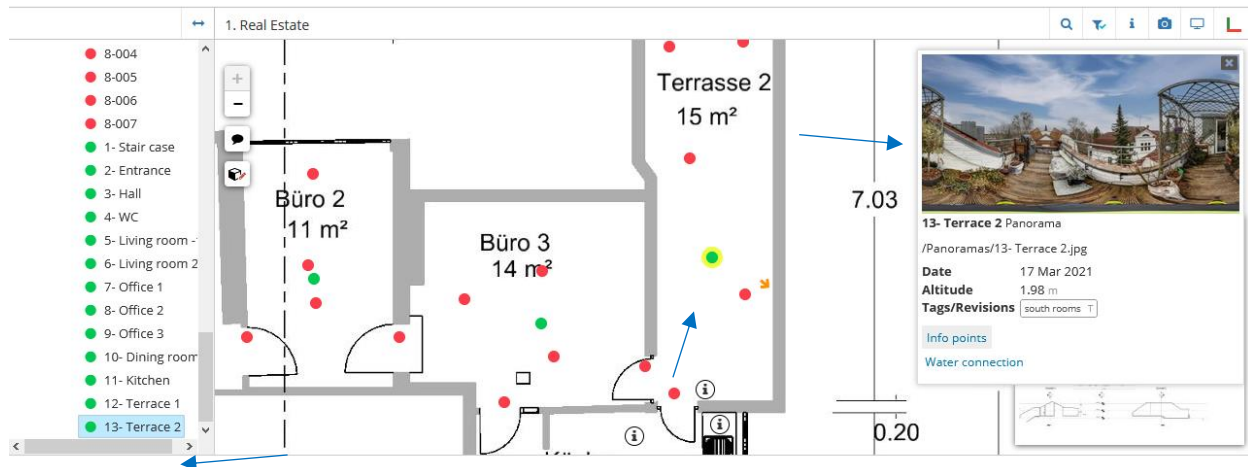 1. Real Estate
8-004
8-005
8-006
8-007
1- Stair case
2- Entrance
3- Hall
4- WC
5- Living room -
6- Living room 2
7- Office 1
8- Office 2
9- Office 3
10- Dining room
11- Kitchen
12- Terrace 1
13- Terrace 2
Terrasse 2
15 m²
Büro 2
11 m²
Büro 3
14 m²
7.03
0.20
13- Terrace 2 Panorama
/Panoramas/13- Terrace 2.jpg
Date 17 Mar 2021
Altitude 1.98 m
Tags/Revisions south rooms T
Info points
Water connection